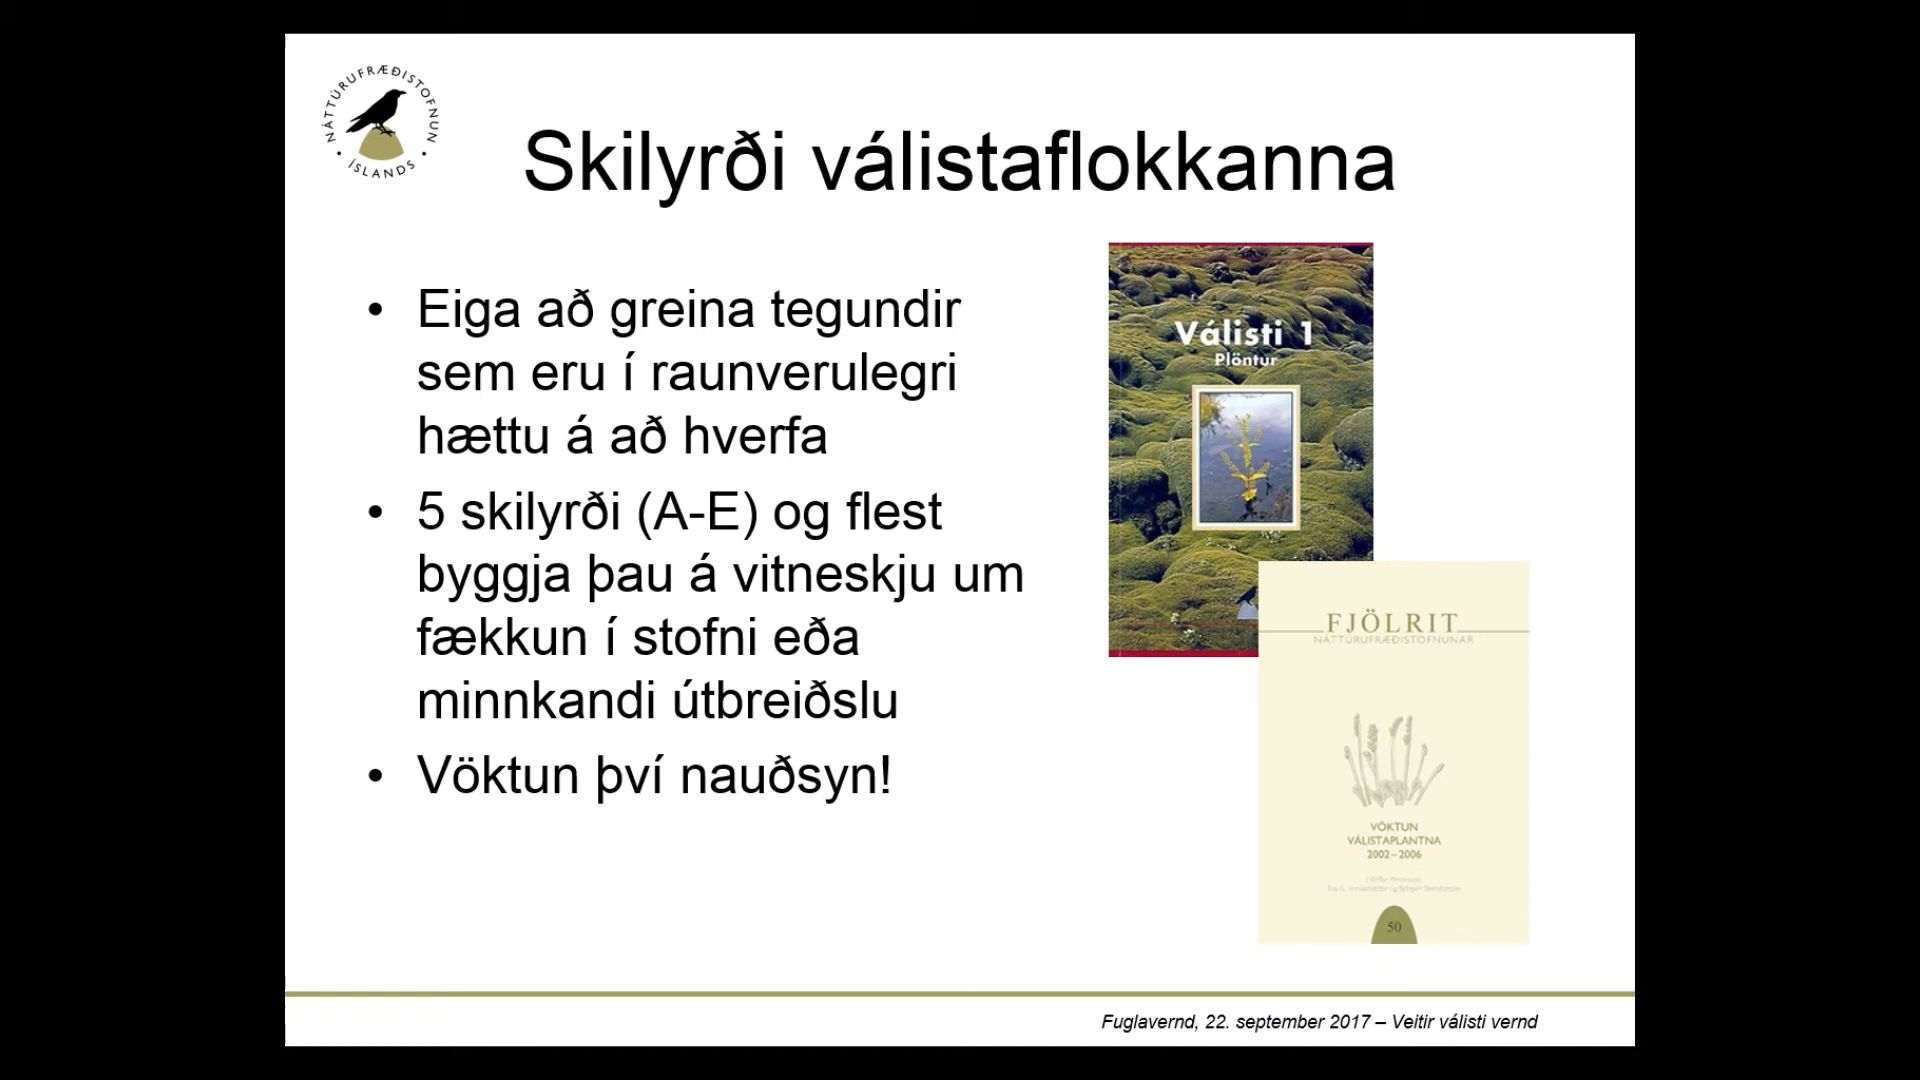 NÁTTÚRUFRÆÐISTOFNUN
ÍSLANDS
Skilyrði válistaflokkanna
• Eiga að greina tegundir
sem eru í raunverulegri
hættu á að hverfa
• 5 skilyrði (A-E) og flest
byggja þau á vitneskju um
fækkun í stofni eða
minnkandi útbreiðslu
• Vöktun því nauðsyn!
Válisti 1
Plöntur
FJÖLRIT
NÁTTÚRUFRÆÐISTOFNUNAR
VÖKTUN
VÁLISTAPLANTNA
2002–2006
50
Fuglavernd, 22. september 2017 – Veitir válisti vernd